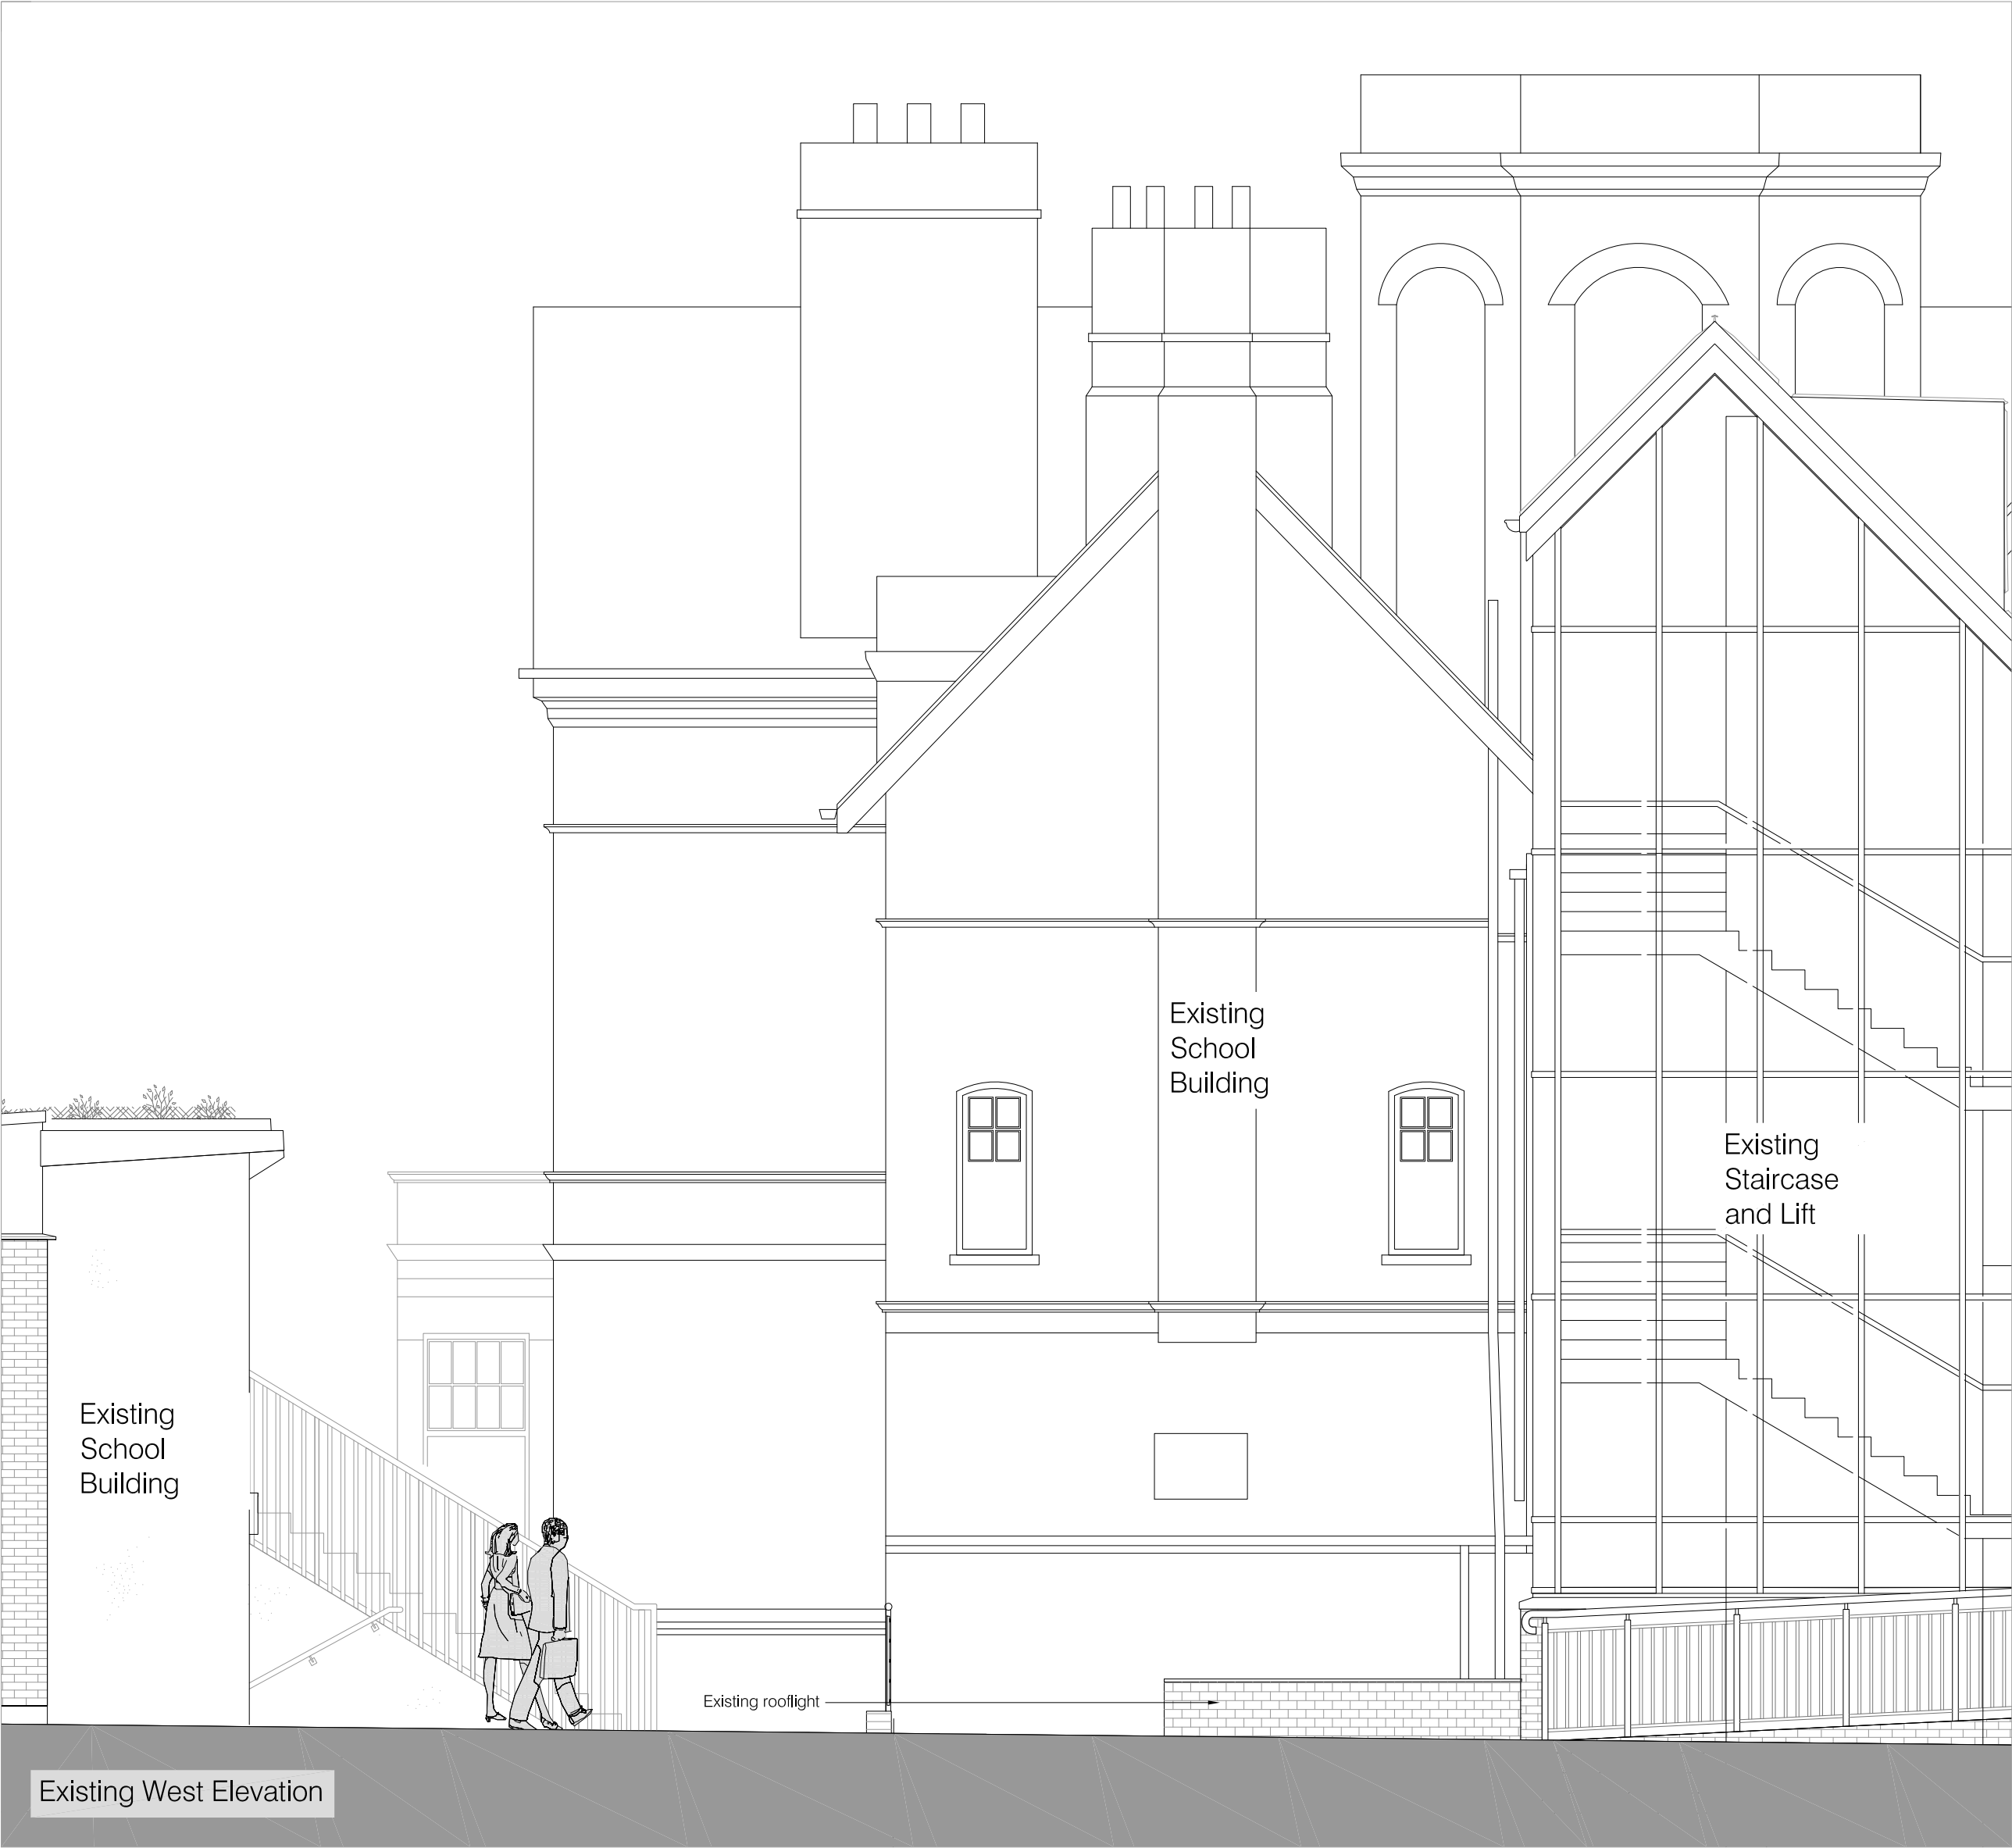 Existing
School
Building
Existing
Staircase
and Lift
Existing
School
Building
Existing rooflight
Existing West Elevation